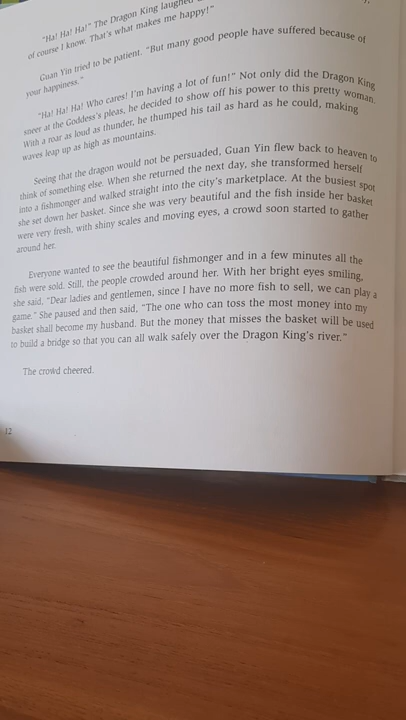 "Ha! Ha! Ha!" The Dragon King laughed
of course I know. That's what makes me happy!"
Guan Yin tried to be patient. "But many good people have suffered because of
your happiness."
"Ha! Ha! Ha! Who cares! I'm having a lot of fun!" Not only did the Dragon King
sneer at the Goddess's pleas, he decided to show off his power to this pretty woman.
With a roar as loud as thunder, he thumped his tail as hard as he could, making
waves leap up as high as mountains.
Seeing that the dragon would not be persuaded, Guan Yin flew back to heaven to
think of something else. When she returned the next day, she transformed herself
into a fishmonger and walked straight into the city's marketplace. At the busiest spot
she set down her basket. Since she was very beautiful and the fish inside her basket
were very fresh, with shiny scales and moving eyes, a crowd soon started to gather
around her.
Everyone wanted to see the beautiful fishmonger and in a few minutes all the
fish were sold. Still, the people crowded around her. With her bright eyes smiling,
she said, "Dear ladies and gentlemen, since I have no more fish to sell, we can play a
game." She paused and then said, "The one who can toss the most money into my
basket shall become my husband. But the money that misses the basket will be used
to build a bridge so that you can all walk safely over the Dragon King's river."
The crowd cheered.
12